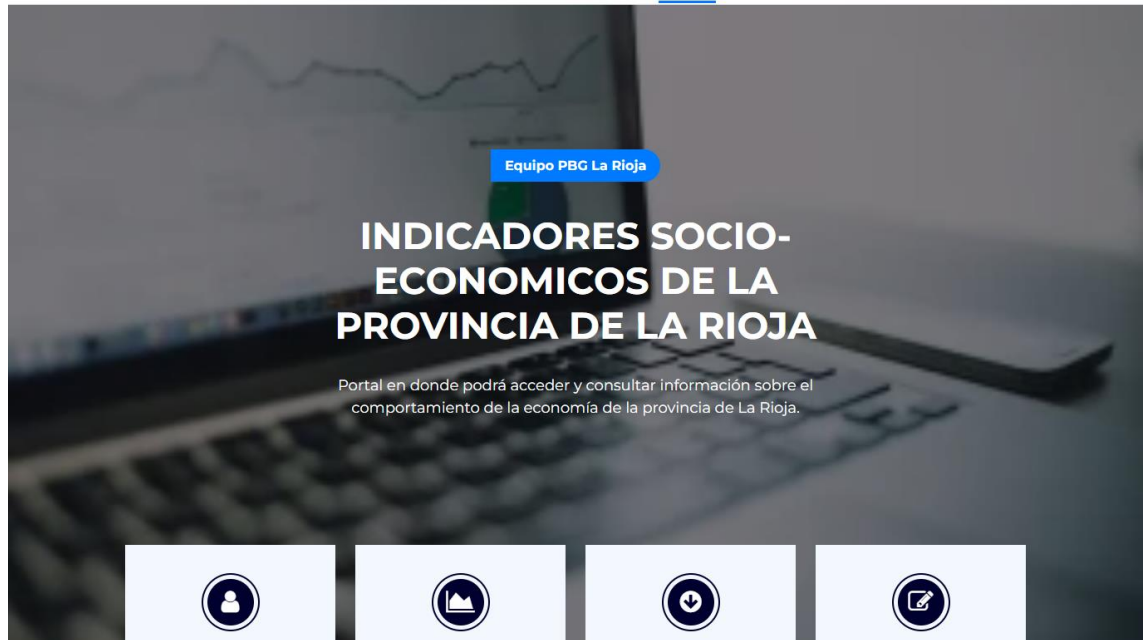 Equipo PBG La Rioja
INDICADORES SOCIO-
ECONOMICOS DE LA
PROVINCIA DE LA RIOJA
Portal en donde podrá acceder y consultar información sobre el
comportamiento de la economía de la provincia de La Rioja.